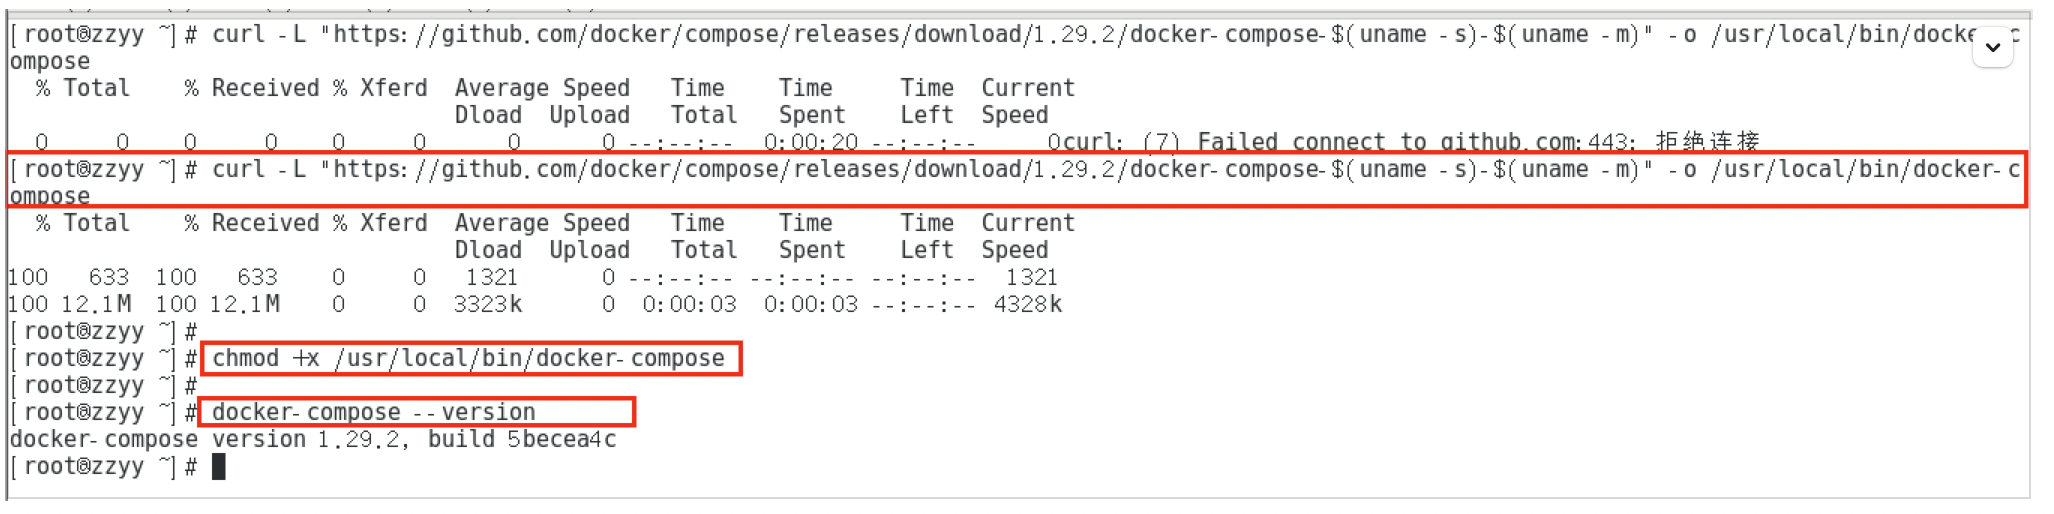 [root@zzyy ~]# curl -L "https://github.com/docker/compose/releases/download/1.29.2/docker-compose-$(uname -s)-$(uname -m)" -o /usr/local/bin/docke c
ompose
% Total % Received % Xferd Average Speed Time Time Time Current
Dload Upload Total Spent Left Speed
0 0 0 0 0 0 0 0 --:--:-- 0:00:20 --:--:-- 0curl: (7) Failed connect to github.com:443; 拒绝连接
[root@zzyy ~]# curl -L "https://github.com/docker/compose/releases/download/1.29.2/docker-compose-$(uname -s)-$(uname -m)" -o /usr/local/bin/docker-c
ompose
% Total % Received % Xferd Average Speed Time Time Time Current
Dload Upload Total Spent Left Speed
100 633 100 633 0 0 1321 0 --:--:-- --:--:-- --:--:-- 1321
100 12.1M 100 12.1M 0 0 3323k 0 0:00:03 0:00:03 --:--:-- 4328k
[root@zzyy ~]#
[root@zzyy ~]# chmod +x /usr/local/bin/docker-compose
[root@zzyy ~]#
[root@zzyy ~]# docker-compose --version
docker-compose version 1.29.2, build 5becea4c
[root@zzyy ~]#